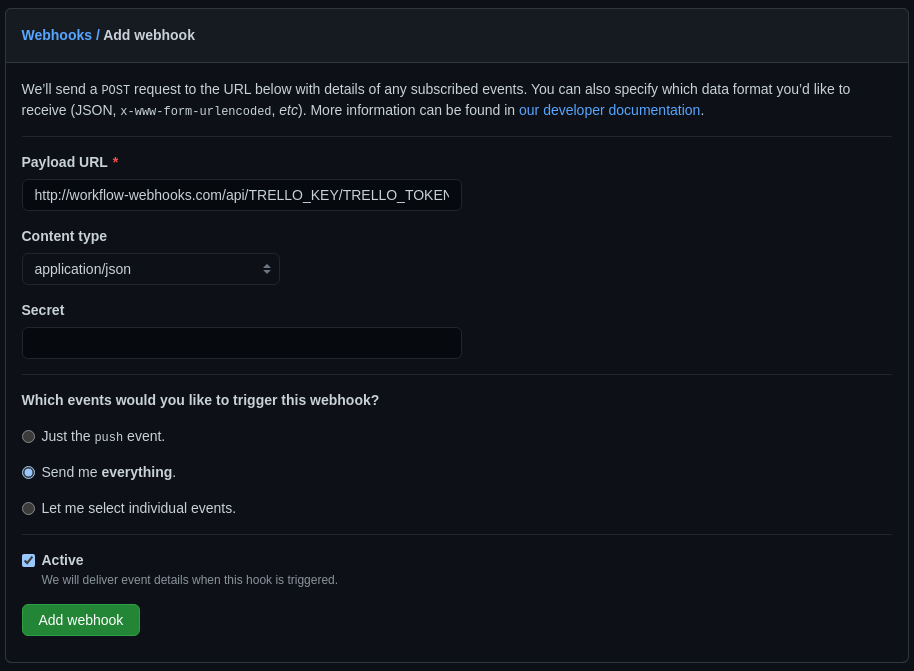 Webhooks / Add webhook
We’ll send a POST request to the URL below with details of any subscribed events. You can also specify which data format you’d like to
receive (JSON, x-www-form-urlencoded, etc). More information can be found in our developer documentation.
Payload URL *
http://workflow-webhooks.com/api/TRELLO_KEY/TRELLO_TOKEN
Content type
application/json
Secret
Which events would you like to trigger this webhook?
Just the push event.
Send me everything.
Let me select individual events.
Active
We will deliver event details when this hook is triggered.
Add webhook